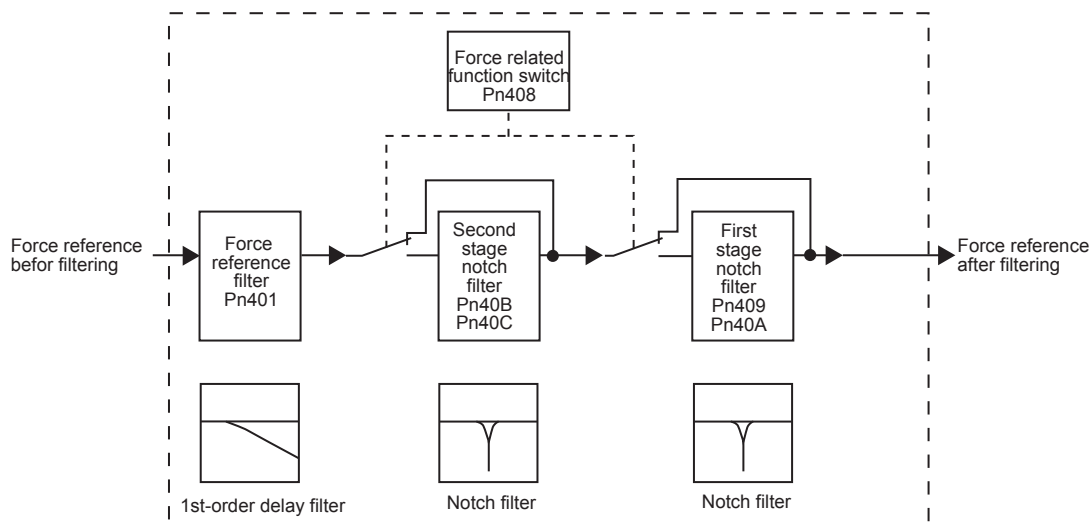 Force related
function switch
Pn408
Force reference
befor filtering
Force
reference
filter
Pn401
Second
stage
notch
filter
Pn40B
Pn40C
First
stage
notch
filter
Pn409
Pn40A
Force reference
after filtering
1st-order delay filter
Notch filter
Notch filter